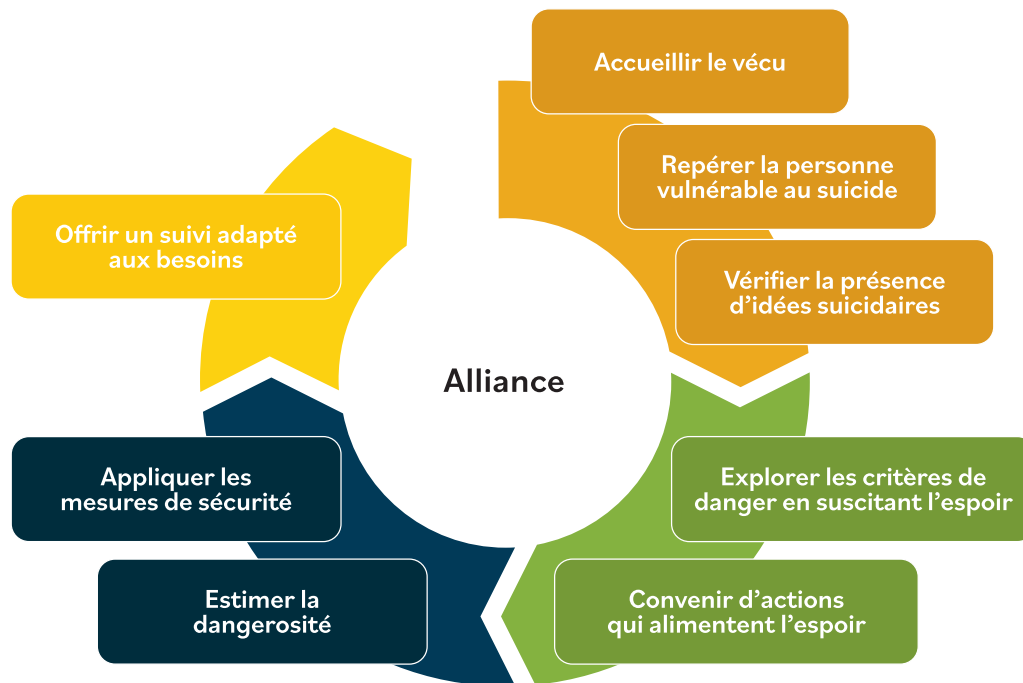 Accueillir le vécu
Repérer la personne
vulnérable au suicide
Vérifier la présence
d’idées suicidaires
Explorer les critères de
danger en suscitant l’espoir
Convenir d’actions
qui alimentent l’espoir
Estimer la
dangerosité
Appliquer les
mesures de sécurité
Offrir un suivi adapté
aux besoins
Alliance